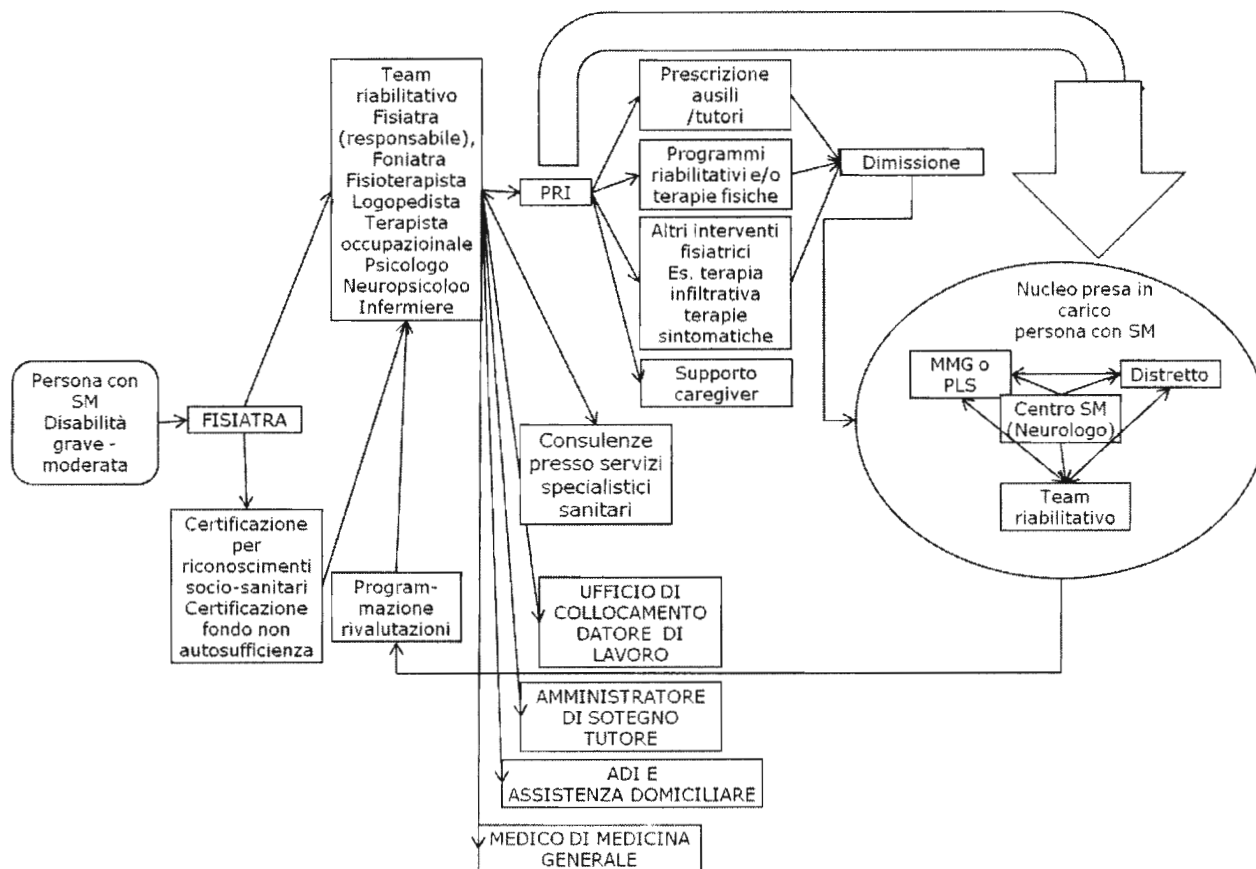 Persona con
SM
Disabilità
grave -
moderata
FISIATRA
Certificazione
per
riconoscimenti
socio-sanitari
Certificazione
fondo non
autosufficienza
Team
riabilitativo
Fisiatra
(responsabile),
Foniatra
Fisioterapista
Logopedista
Terapista
occupazioinale
Psicologo
Neuropsicoloo
Infermiere
Program-
mazione
rivalutazioni
PRI
Prescrizione
ausili
/tutori
Programmi
riabilitativi e/o
terapie fisiche
Altri interventi
fisiatrici
Es. terapia
infiltrativa
terapie
sintomatiche
Supporto
caregiver
Dimissione
Consulenze
presso servizi
specialistici
sanitari
UFFICIO DI
COLLOCAMENTO
DATORE DI
LAVORO
AMMINISTRATORE
DI SOTEGNO
TUTORE
ADI E
ASSISTENZA DOMICILIARE
MEDICO DI MEDICINA
GENERALE
Nucleo presa in
carico
persona con SM
MMG o
PLS
Distretto
Centro SM
(Neurologo)
Team
riabilitativo